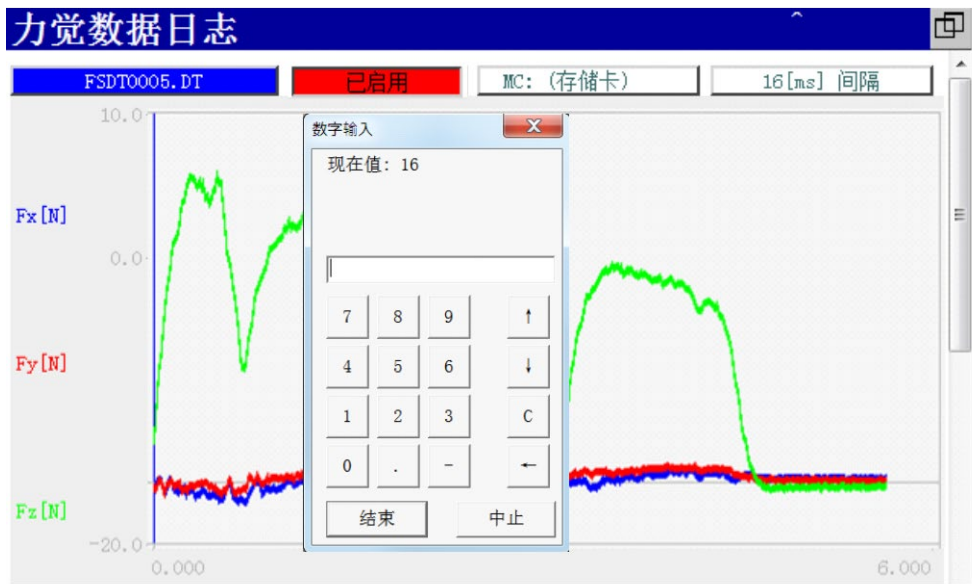 力觉数据日志
FSDT0005.DT 已启用 MC: (存储卡) 16[ms] 间隔
10.0
数字输入
现在值: 16
Fx[N]
0.0
7 8 9 ↑
Fy[N]
4 5 6 ↓
1 2 3 C
0 . - ←
Fz[N]
结束 中止
-20.0
0.000 6.000